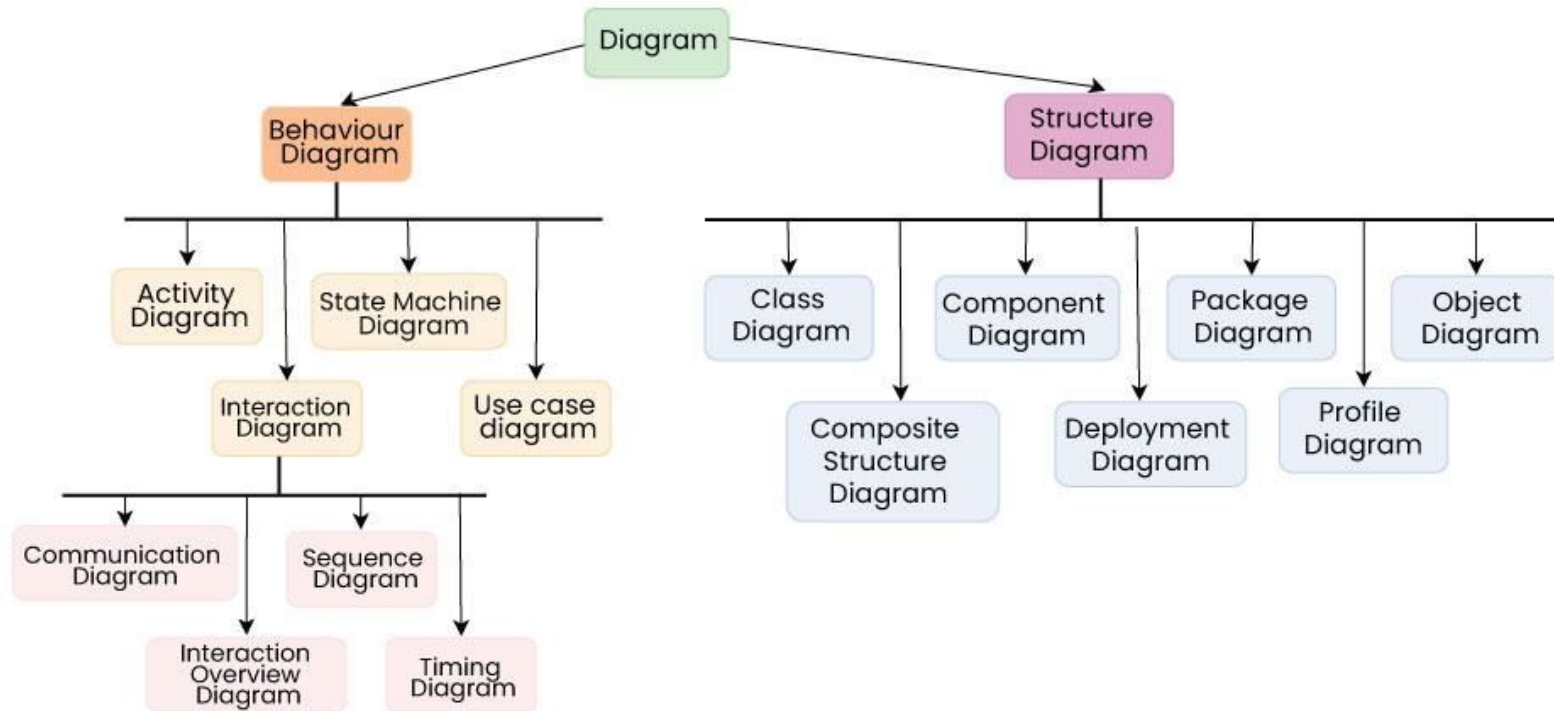 Diagram
Behaviour
Diagram
Structure
Diagram
Activity
Diagram
State Machine
Diagram
Interaction
Diagram
Use case
diagram
Communication
Diagram
Sequence
Diagram
Interaction
Overview
Diagram
Timing
Diagram
Class
Diagram
Component
Diagram
Package
Diagram
Object
Diagram
Composite
Structure
Diagram
Deployment
Diagram
Profile
Diagram